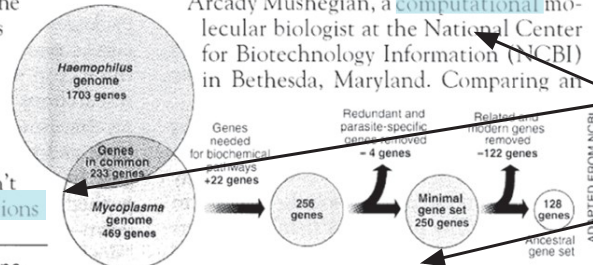 Arcady Mushegian, a computational mo-
lecular biologist at the National Center
for Biotechnology Information (NCBI)
in Bethesda, Maryland. Comparing an
Haemophilus
genome
1703 genes
Genes
in common
233 genes
Mycoplasma
genome
469 genes
Genes
needed
for biochemical
pathways
+22 genes
256
genes
Redundant and
parasite-specific
genes removed
– 4 genes
Minimal
gene set
250 genes
Related and
modern genes
removed
–122 genes
128
genes
Ancestral
gene set
ADAPTED FROM NCBI
n't
ions